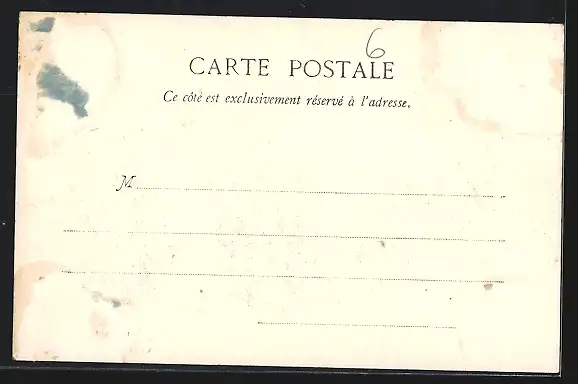 6
CARTE POSTALE
Ce côté est exclusivement réservé à l'adresse.
M